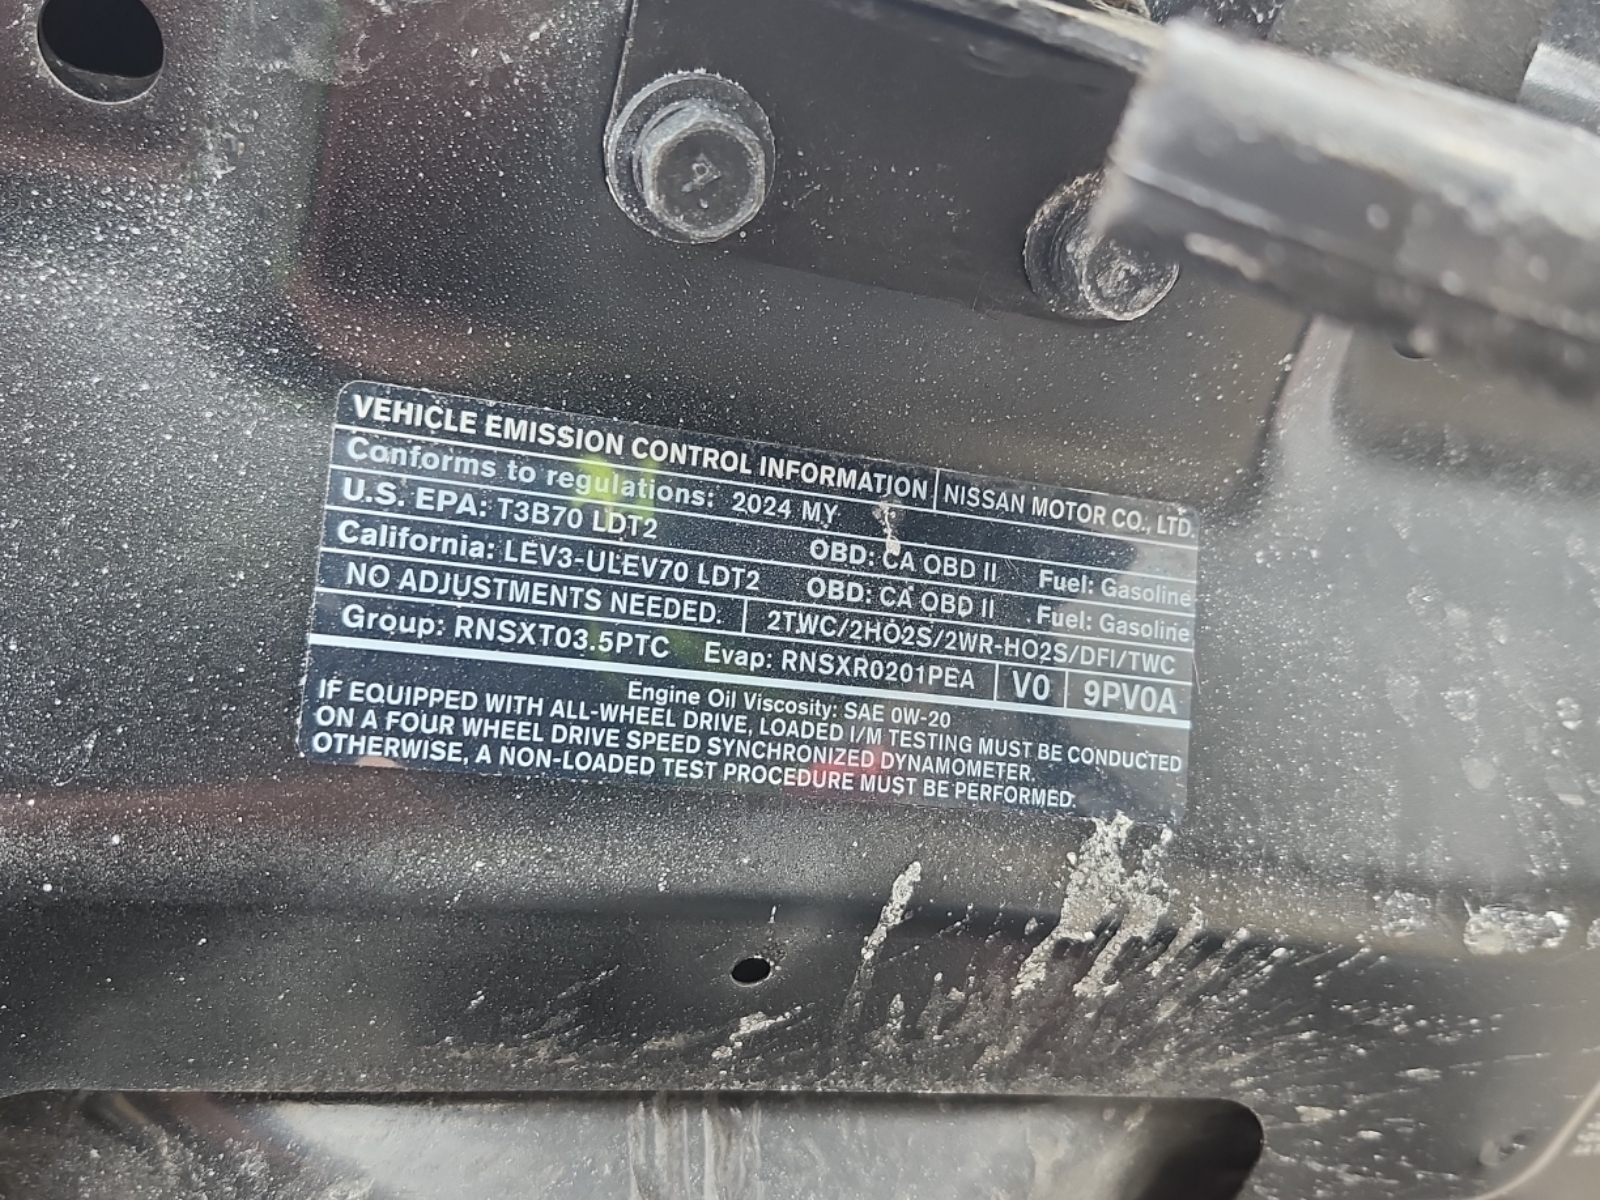 VEHICLE EMISSION CONTROL INFORMATION NISSAN MOTOR CO., LTD.
Conforms to regulations: 2024 MY
U.S. EPA: T3B70 LDT2 OBD: CA OBD II Fuel: Gasoline
California: LEV3-ULEV70 LDT2 OBD: CA OBD II Fuel: Gasoline
NO ADJUSTMENTS NEEDED. 2TWC/2HO2S/2WR-HO2S/DFI/TWC
Group: RNSXT03.5PTC Evap: RNSXR0201PEA V0 9PV0A
Engine Oil Viscosity: SAE 0W-20
IF EQUIPPED WITH ALL-WHEEL DRIVE, LOADED I/M TESTING MUST BE CONDUCTED
ON A FOUR WHEEL DRIVE SPEED SYNCHRONIZED DYNAMOMETER.
OTHERWISE, A NON-LOADED TEST PROCEDURE MUST BE PERFORMED.